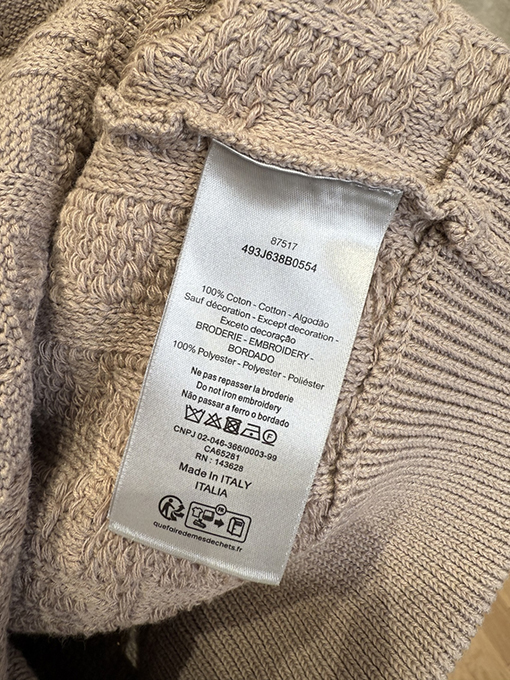 87517
493J638B0554
100% Coton - Cotton - Algodão
Sauf décoration - Except decoration -
Exceto decoração
BRODERIE - EMBROIDERY -
BORDADO
100% Polyester - Polyester - Poliéster
Ne pas repasser la broderie
Do not iron embroidery
Não passar a ferro o bordado
CNPJ 02-046-366/0003-99
CA65281
RN : 143628
Made in ITALY
ITALIA
FR
quefairedemesdechets.fr